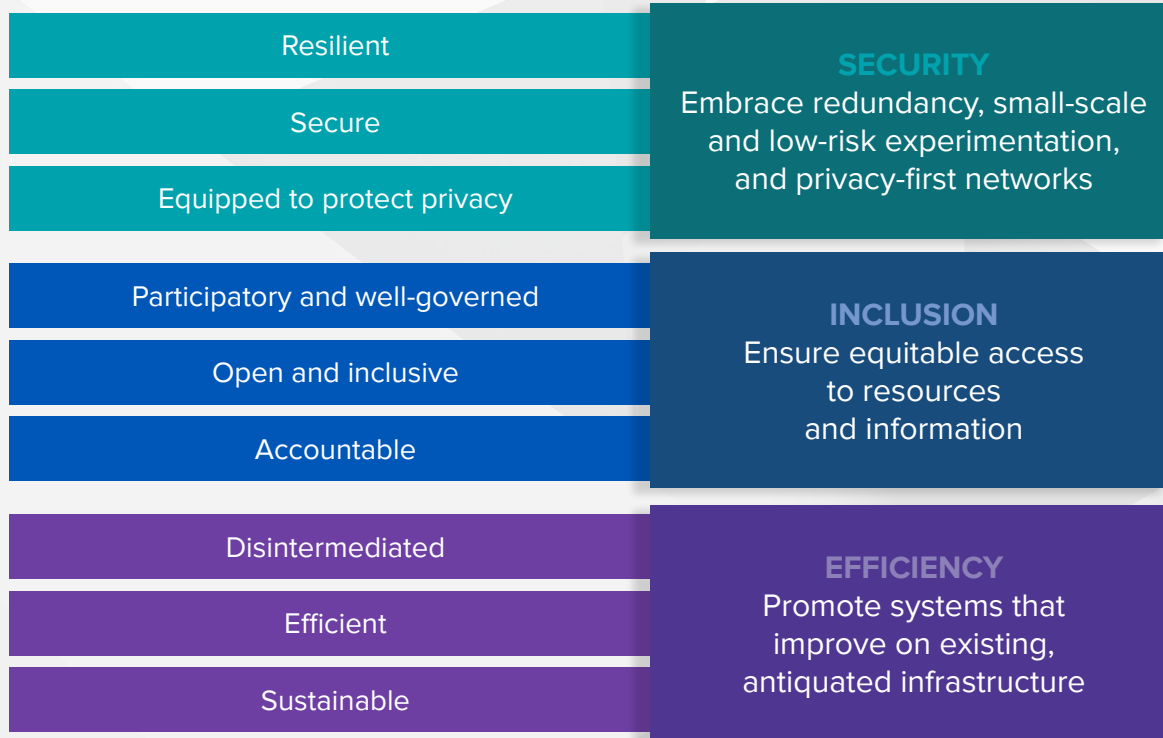 Resilient
Secure
Equipped to protect privacy
SECURITY
Embrace redundancy, small-scale
and low-risk experimentation,
and privacy-first networks
Participatory and well-governed
Open and inclusive
Accountable
INCLUSION
Ensure equitable access
to resources
and information
Disintermediated
Efficient
Sustainable
EFFICIENCY
Promote systems that
improve on existing,
antiquated infrastructure